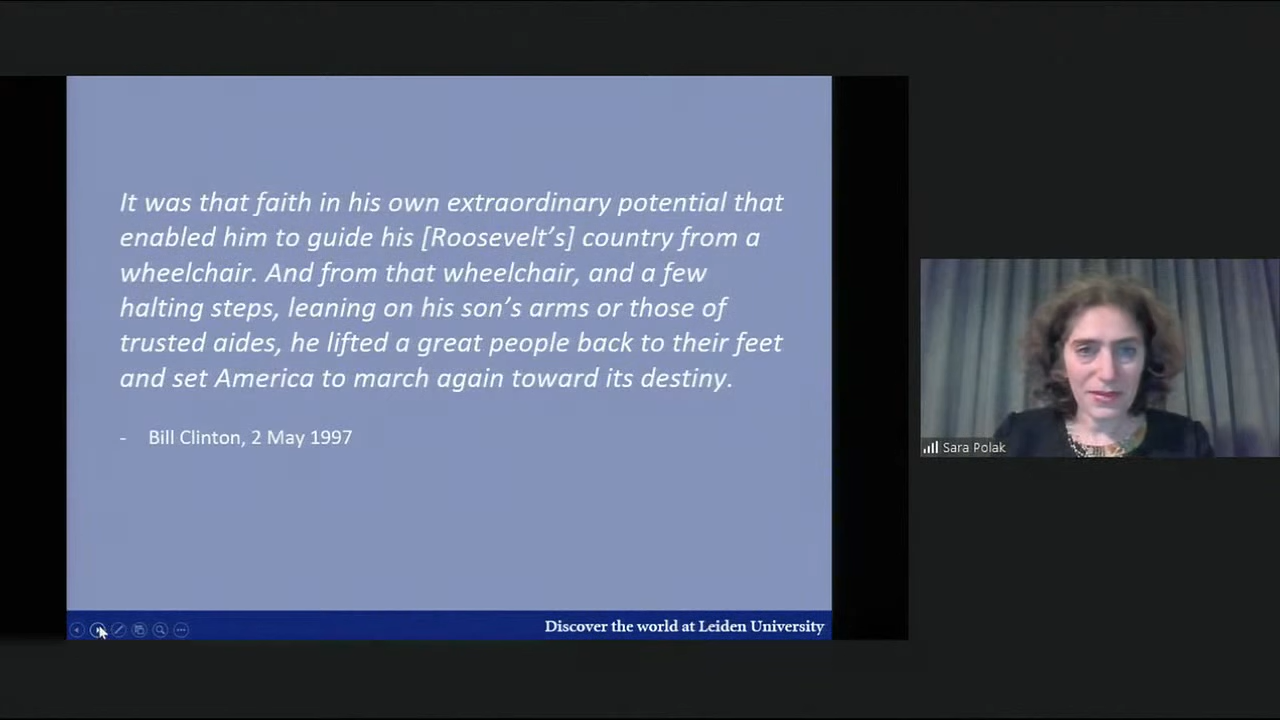 It was that faith in his own extraordinary potential that
enabled him to guide his [Roosevelt’s] country from a
wheelchair. And from that wheelchair, and a few
halting steps, leaning on his son’s arms or those of
trusted aides, he lifted a great people back to their feet
and set America to march again toward its destiny.
- Bill Clinton, 2 May 1997
Sara Polak
Discover the world at Leiden University